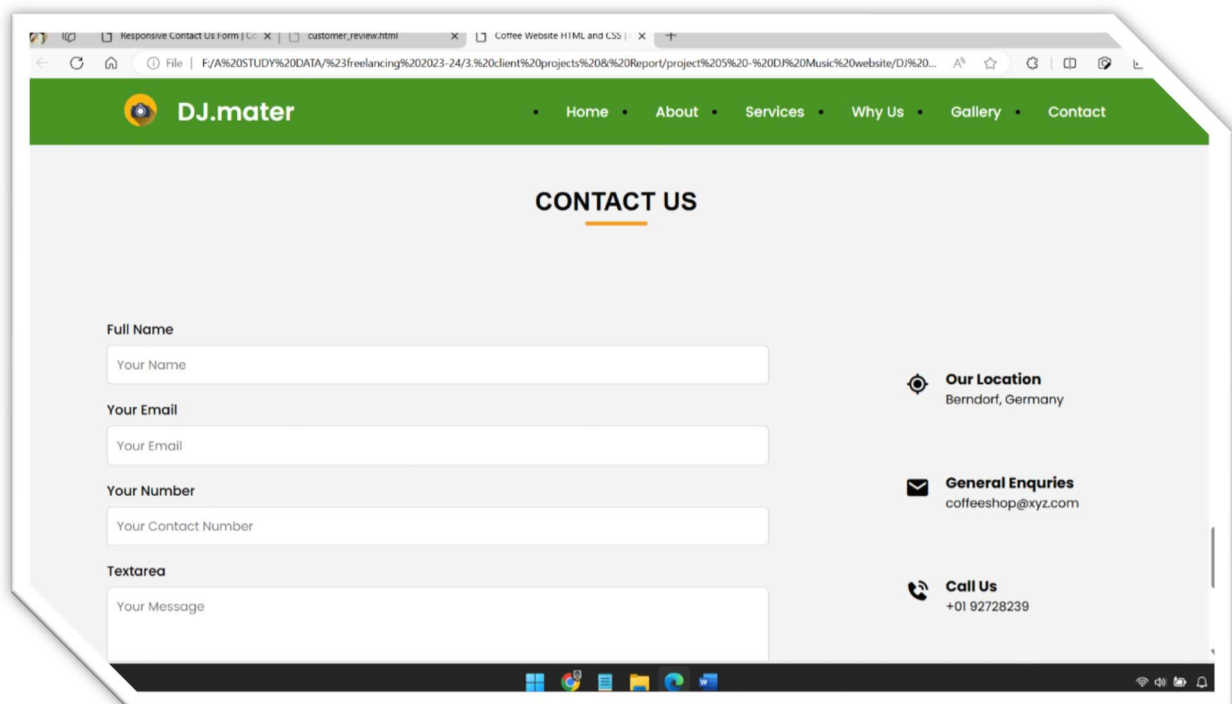 Responsive Contact Us Form | Co
customer_review.html
Coffee Website HTML and CSS |
File | F:/A%20STUDY%20DATA/%23freelancing%202023-24/3.%20client%20projects%20&%20Report/project%205%20-%20DJ%20Music%20website/DJ%20...
DJ.mater
Home
About
Services
Why Us
Gallery
Contact
CONTACT US
Full Name
Your Name
Your Email
Your Email
Your Number
Your Contact Number
Textarea
Your Message
Our Location
Berndorf, Germany
General Enquries
coffeeshop@xyz.com
Call Us
+01 92728239